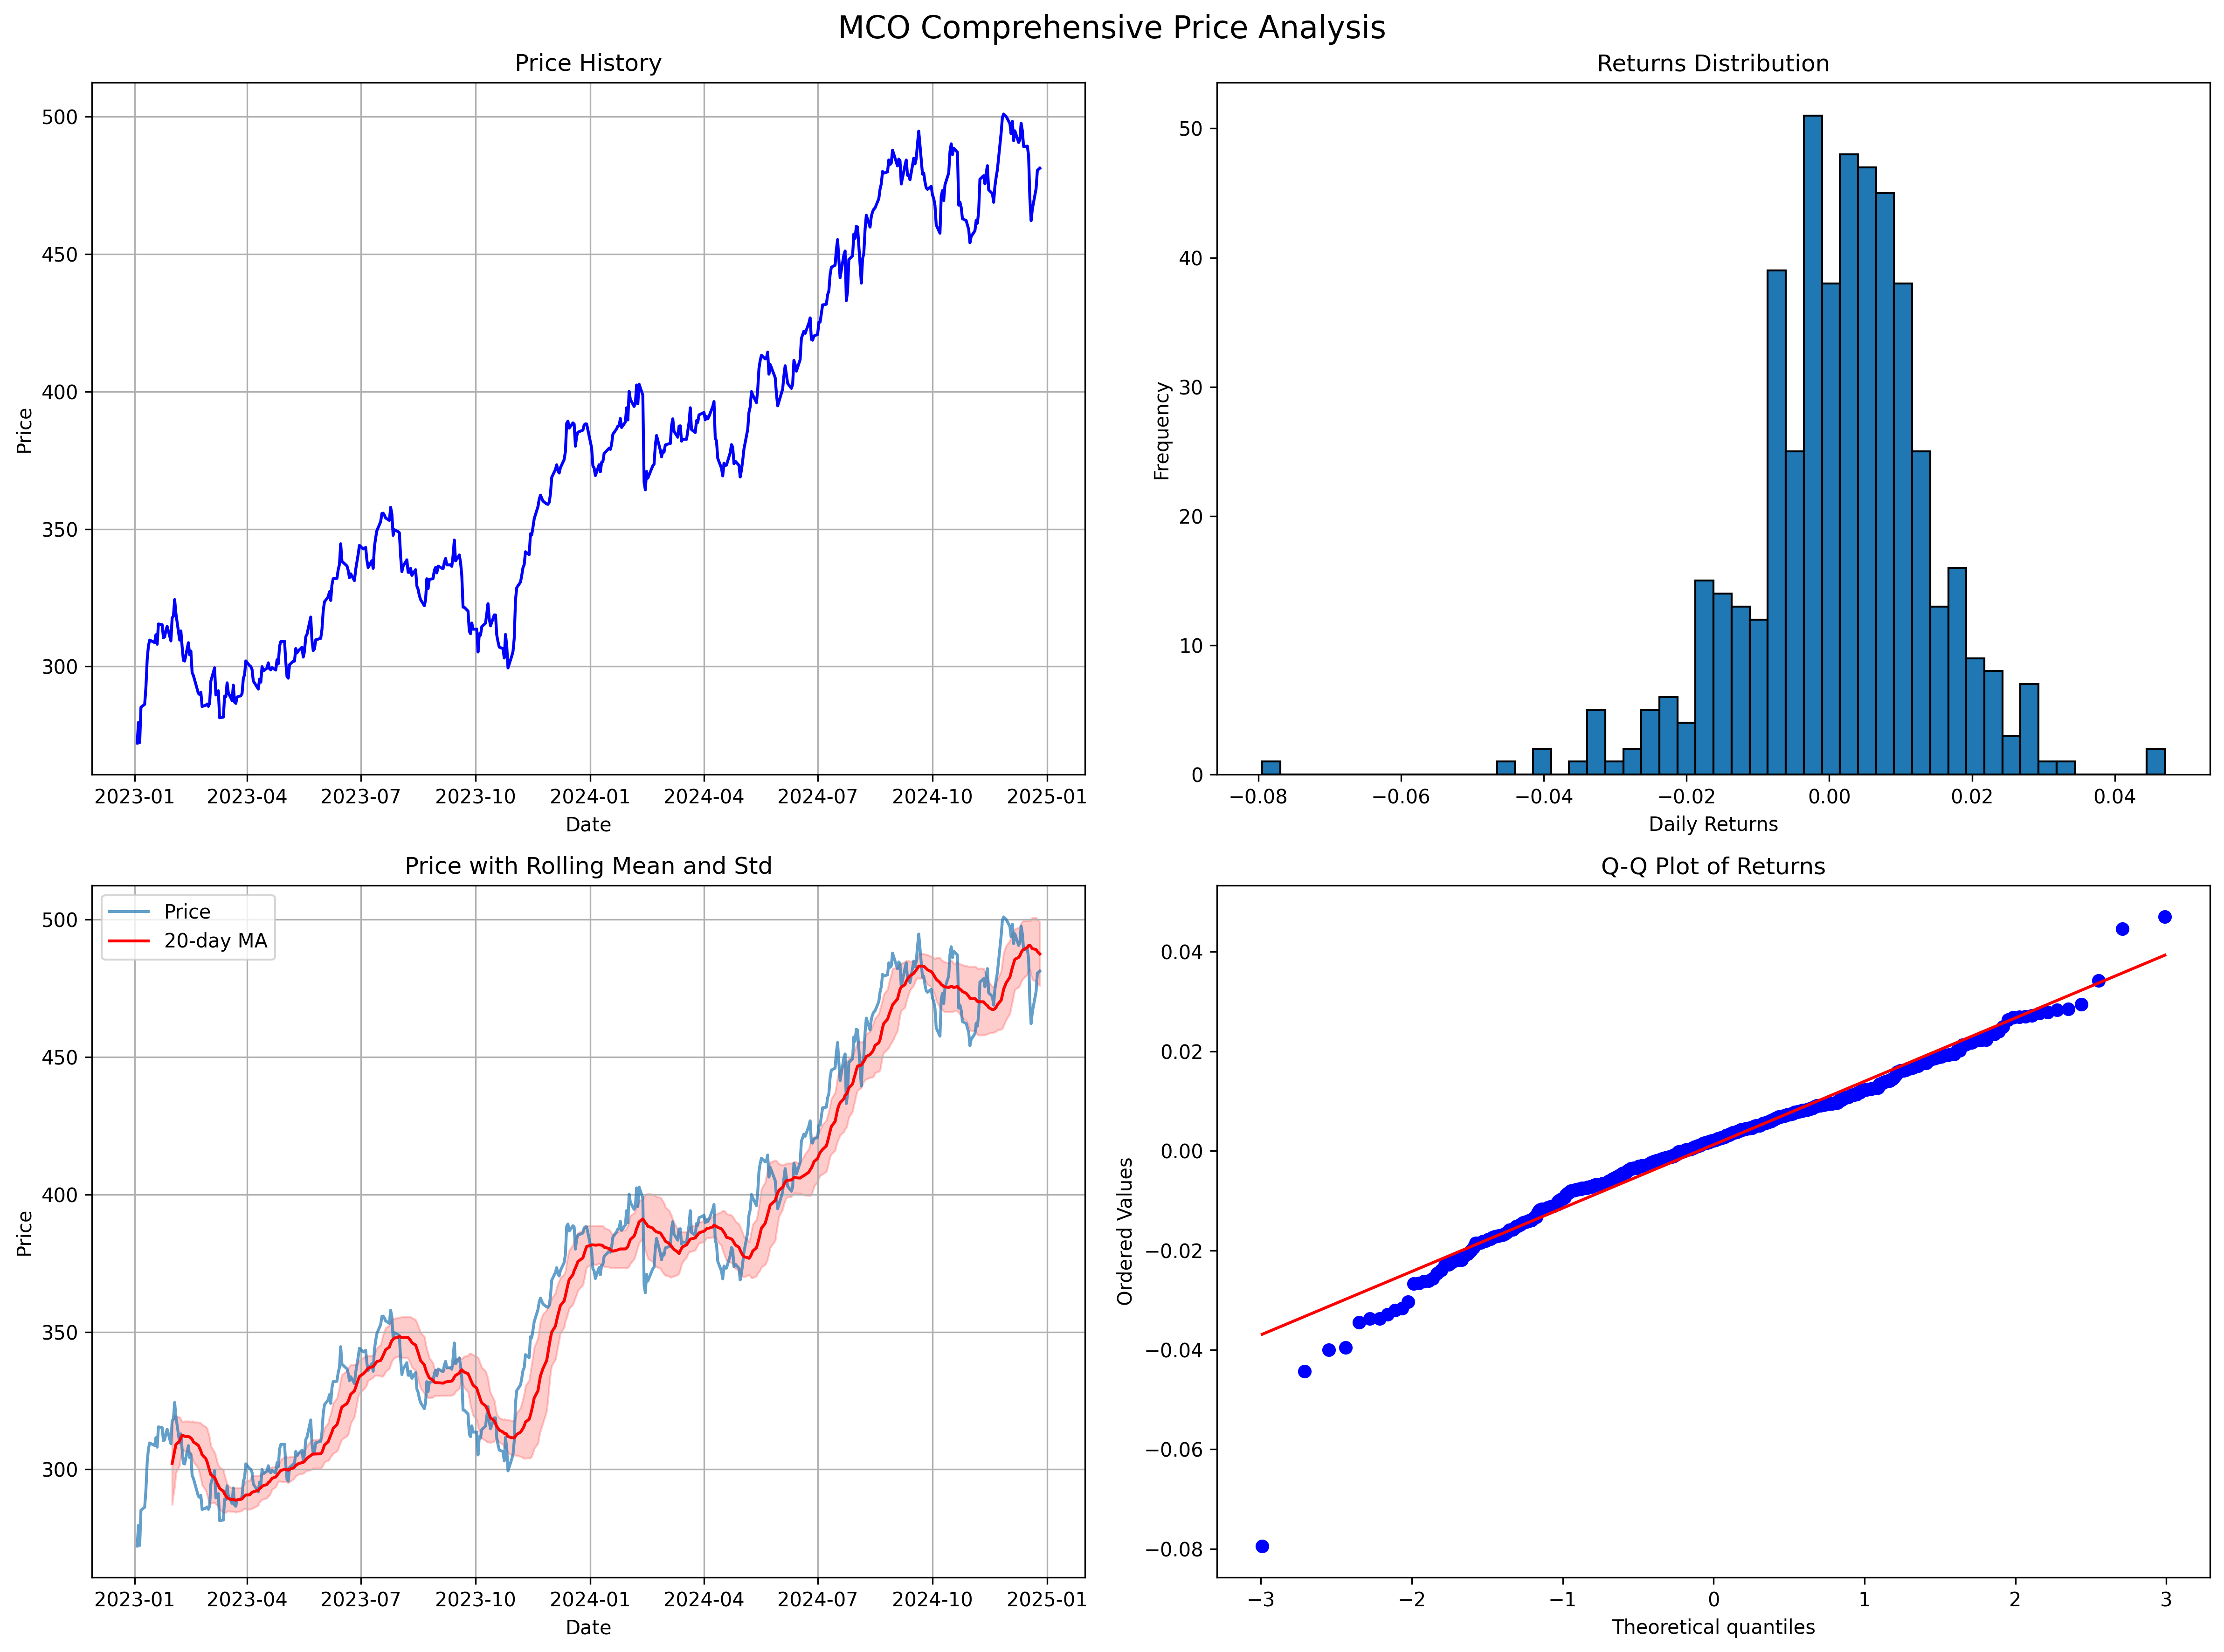 MCO Comprehensive Price Analysis
Price History
Price
500
450
400
350
300
2023-01 2023-04 2023-07 2023-10 2024-01 2024-04 2024-07 2024-10 2025-01
Date
Returns Distribution
Frequency
50
40
30
20
10
0
−0.08 −0.06 −0.04 −0.02 0.00 0.02 0.04
Daily Returns
Price with Rolling Mean and Std
Price
20-day MA
Price
500
450
400
350
300
2023-01 2023-04 2023-07 2023-10 2024-01 2024-04 2024-07 2024-10 2025-01
Date
Q-Q Plot of Returns
Ordered Values
0.04
0.02
0.00
−0.02
−0.04
−0.06
−0.08
−3 −2 −1 0 1 2 3
Theoretical quantiles